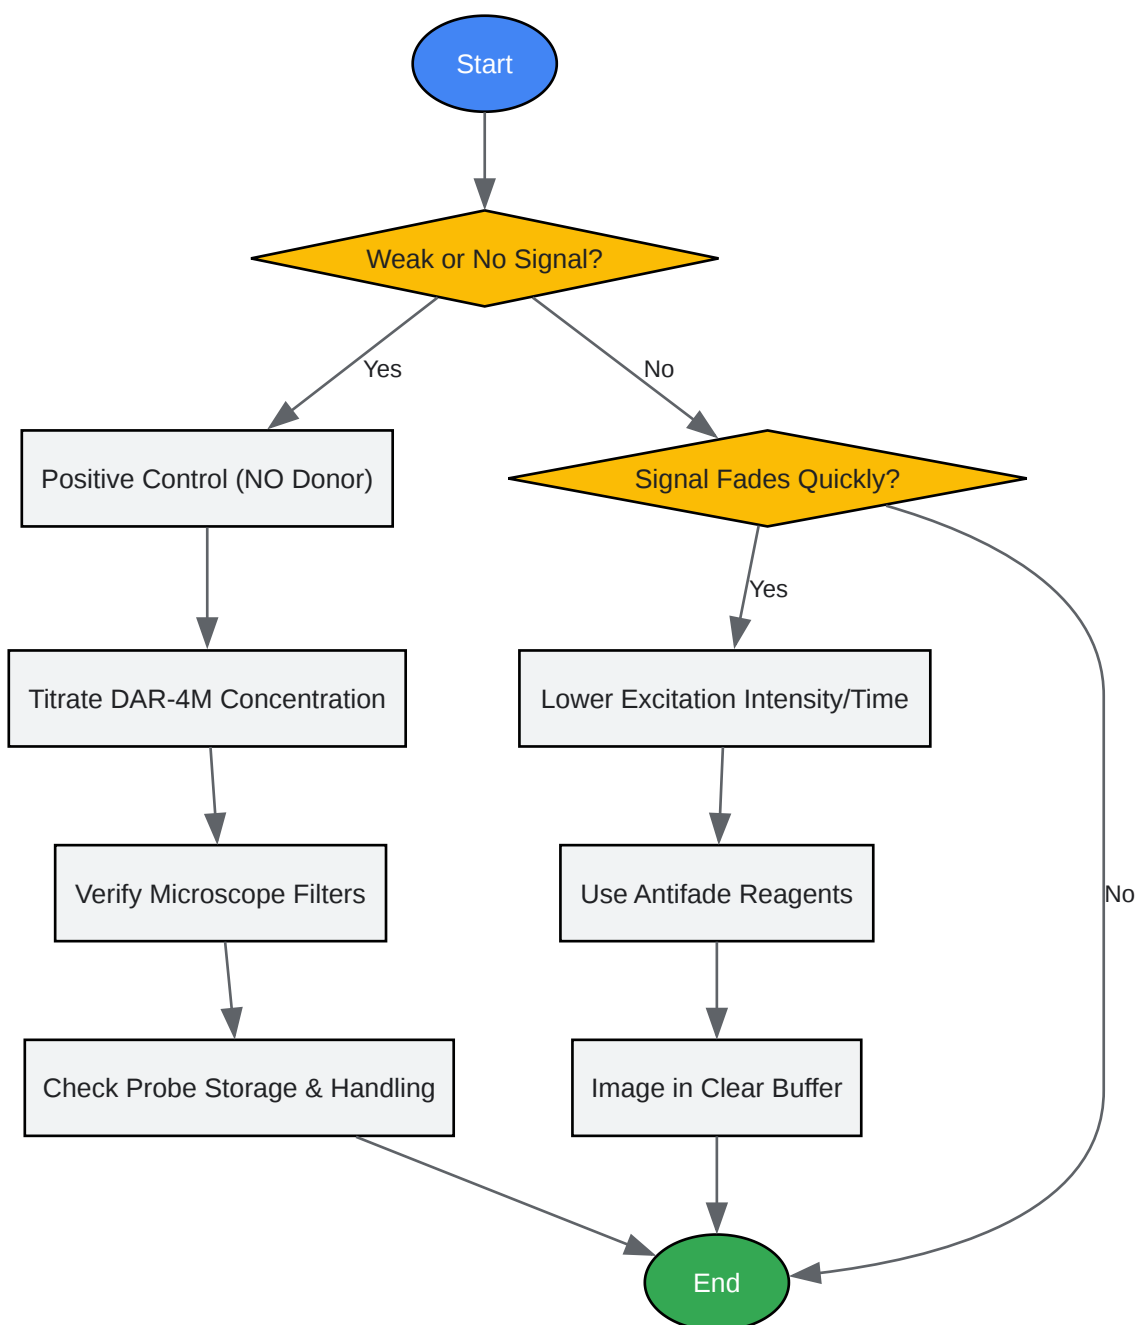 Start
Weak or No Signal?
Yes
No
Positive Control (NO Donor)
Signal Fades Quickly?
Yes
Titrate DAR-4M Concentration
Lower Excitation Intensity/Time
Verify Microscope Filters
Use Antifade Reagents
No
Check Probe Storage & Handling
Image in Clear Buffer
End